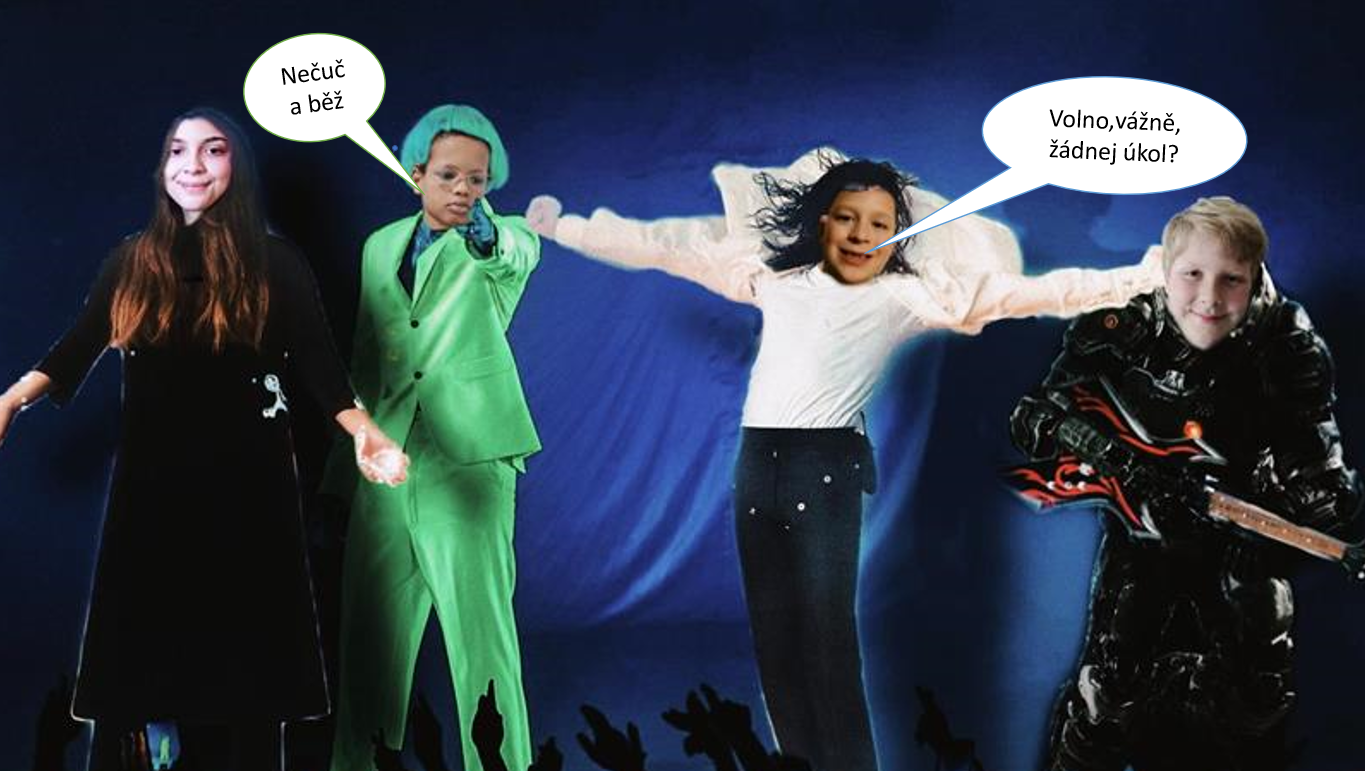 Nečuč
a běž
Volno,vážně,
žádnej úkol?